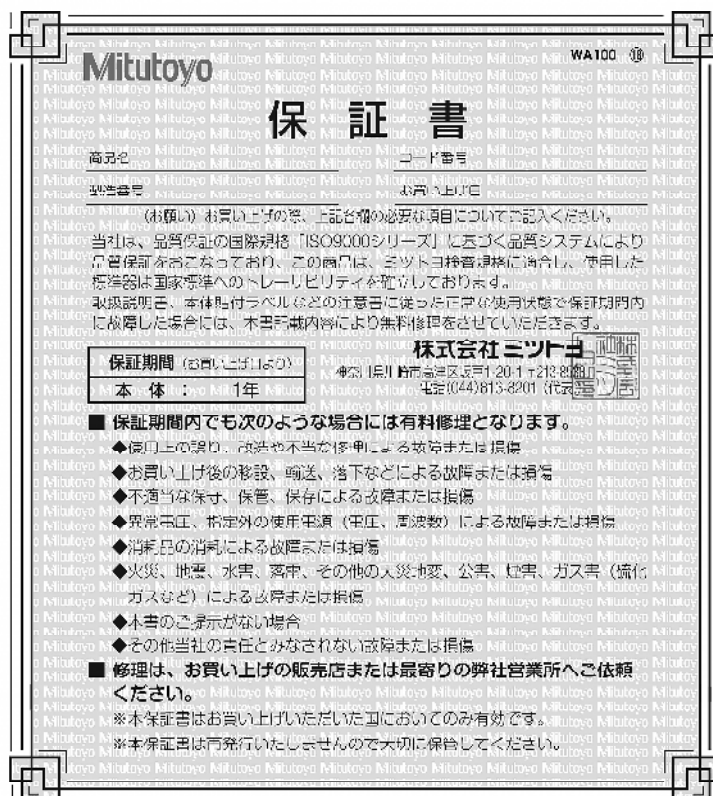 Mitutoyo
WA100 ⑱
保 証 書
商品名
コード番号
製造番号
お買い上げ日
(お願い) お買い上げの際、上記各欄の必要な項目についてご記入ください。
当社は、品質保証の国際規格「ISO9000シリーズ」に基づく品質システムにより
品質保証をおこなっており、この商品は、ミツトヨ検査規格に適合し、使用した
標準器は国家標準へのトレーサビリティを確立しております。
取扱説明書、本体貼付ラベルなどの注意書に従った正常な使用状態で保証期間内
に故障した場合には、本書記載内容により無料修理をさせていただきます。
保証期間 (お買い上げ日より)
本 体 : 1年
株式会社 ミツトヨ
神奈川県川崎市高津区坂戸1-20-1 〒213-8533
電話(044)813-8201 (代表)
■ 保証期間内でも次のような場合には有料修理となります。
◆使用上の誤り、改造や不当な修理による故障または損傷
◆お買い上げ後の移設、輸送、落下などによる故障または損傷
◆不適当な保守、保管、保存による故障または損傷
◆異常電圧、指定外の使用電源（電圧、周波数）による故障または損傷
◆消耗品の消耗による故障または損傷
◆火災、地震、水害、落雷、その他の天災地変、公害、塩害、ガス害（硫化
ガスなど）による故障または損傷
◆本書のご提示がない場合
◆その他当社の責任とみなされない故障または損傷
■ 修理は、お買い上げの販売店または最寄りの弊社営業所へご依頼
ください。
※本保証書はお買い上げいただいた国においてのみ有効です。
※本保証書は再発行いたしませんので大切に保管してください。